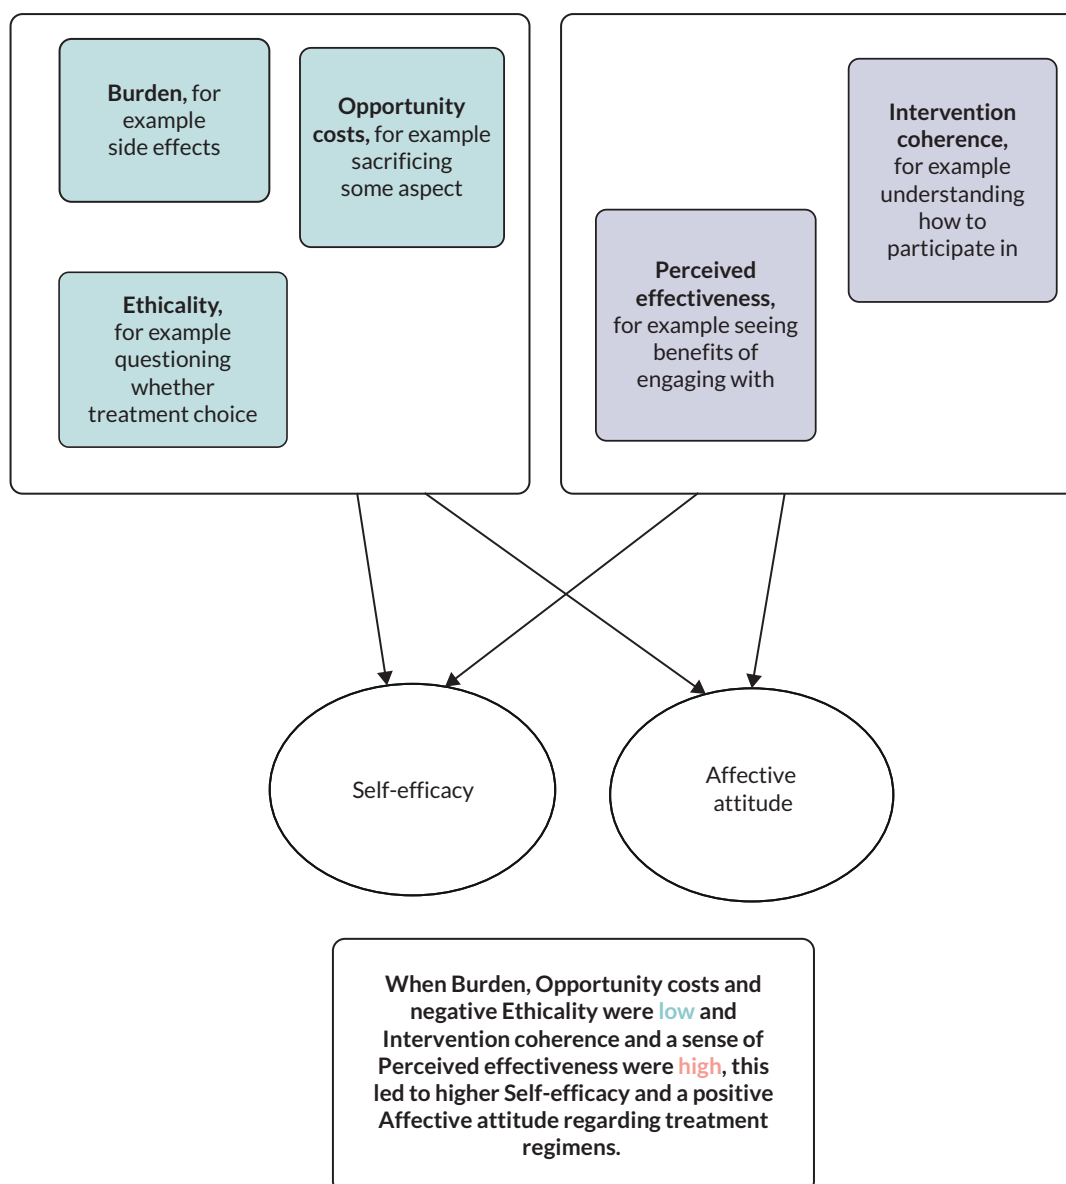 Burden, for
example
side effects
Opportunity
costs, for example
sacrificing
some aspect
Ethicality,
for example
questioning
whether
treatment choice
Intervention
coherence,
for example
understanding
how to
participate in
Perceived
effectiveness,
for example seeing
benefits of
engaging with
Self-efficacy
Affective
attitude
When Burden, Opportunity costs and
negative Ethicality were low and
Intervention coherence and a sense of
Perceived effectiveness were high, this
led to higher Self-efficacy and a positive
Affective attitude regarding treatment
regimens.